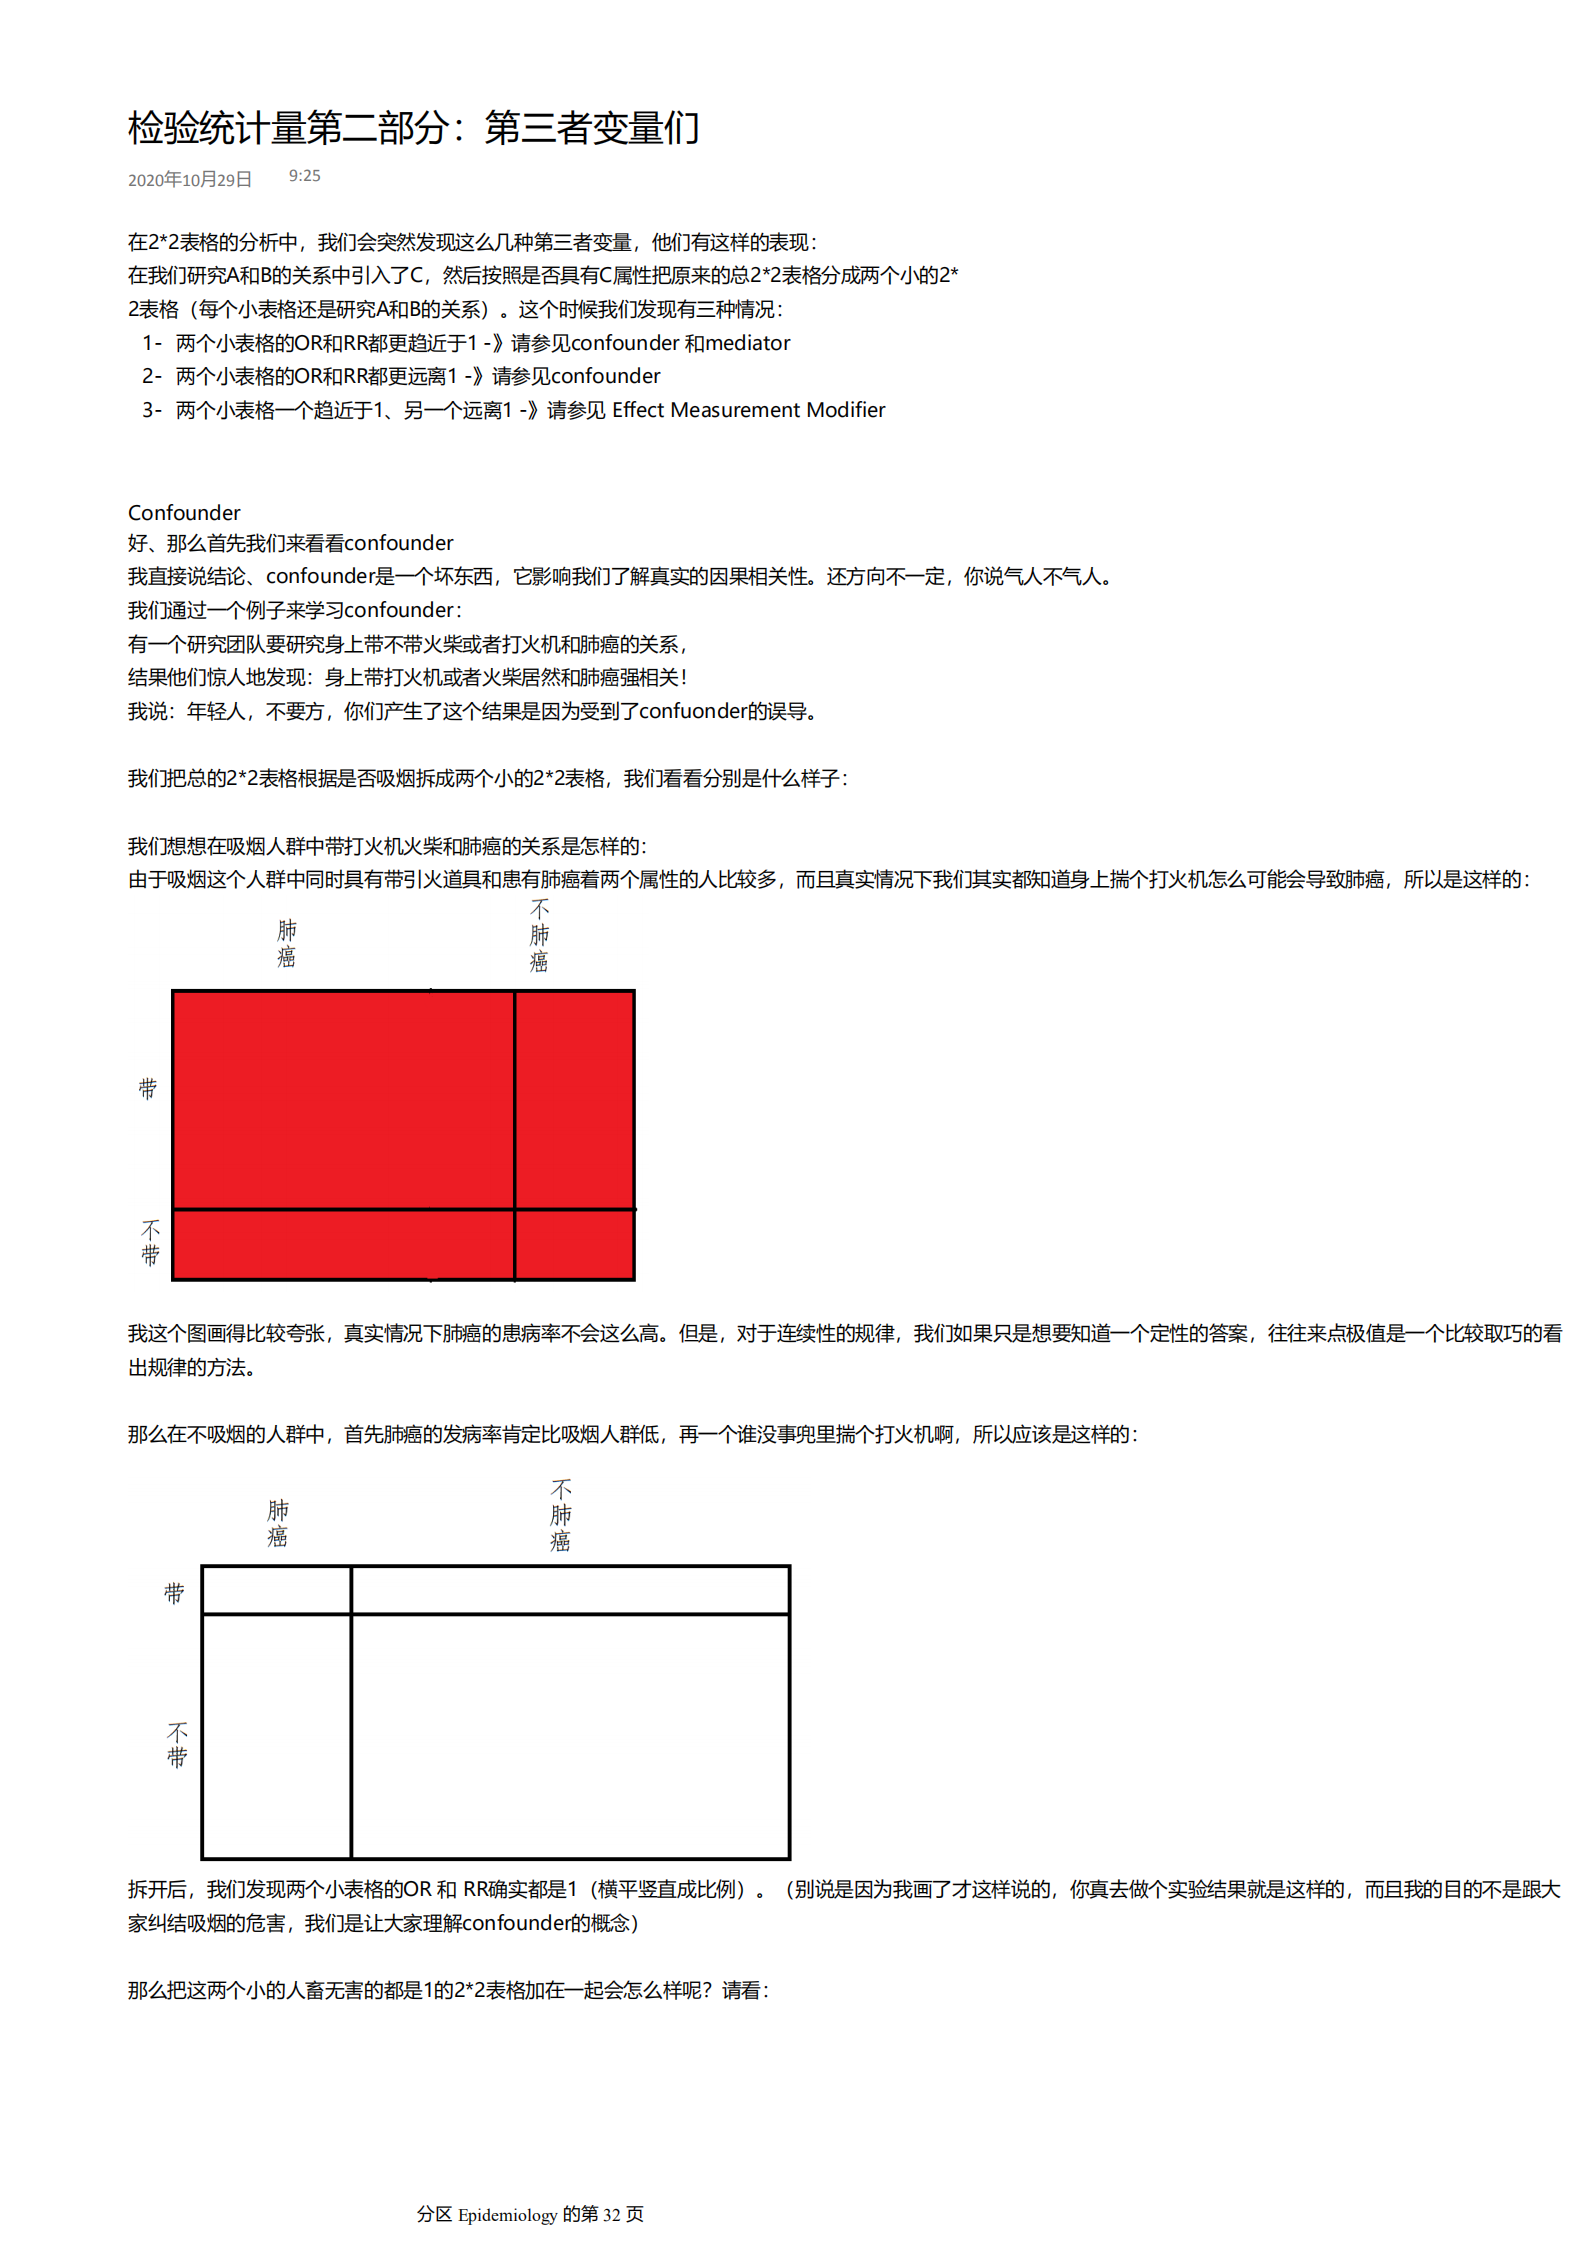 检验统计量第二部分：第三者变量们
2020年10月29日 9:25
在2*2表格的分析中，我们会突然发现这么几种第三者变量，他们有这样的表现：
在我们研究A和B的关系中引入了C，然后按照是否具有C属性把原来的总2*2表格分成两个小的2*
2表格（每个小表格还是研究A和B的关系）。这个时候我们发现有三种情况：
1- 两个小表格的OR和RR都更趋近于1 -》请参见confounder 和mediator
2- 两个小表格的OR和RR都更远离1 -》请参见confounder
3- 两个小表格一个趋近于1、另一个远离1 -》请参见 Effect Measurement Modifier
Confounder
好、那么首先我们来看看confounder
我直接说结论、confounder是一个坏东西，它影响我们了解真实的因果相关性。还方向不一定，你说气人不气人。
我们通过一个例子来学习confounder：
有一个研究团队要研究身上带不带火柴或者打火机和肺癌的关系，
结果他们惊人地发现：身上带打火机或者火柴居然和肺癌强相关！
我说：年轻人，不要方，你们产生了这个结果是因为受到了confuonder的误导。
我们把总的2*2表格根据是否吸烟拆成两个小的2*2表格，我们看看分别是什么样子：
我们想想在吸烟人群中带打火机火柴和肺癌的关系是怎样的：
由于吸烟这个人群中同时具有带引火道具和患有肺癌着两个属性的人比较多，而且真实情况下我们其实都知道身上揣个打火机怎么可能会导致肺癌，所以是这样的：
肺癌 不肺癌
带
不带
我这个图画得比较夸张，真实情况下肺癌的患病率不会这么高。但是，对于连续性的规律，我们如果只是想要知道一个定性的答案，往往来点极值是一个比较取巧的看
出规律的方法。
那么在不吸烟的人群中，首先肺癌的发病率肯定比吸烟人群低，再一个谁没事兜里揣个打火机啊，所以应该是这样的：
肺癌 不肺癌
带
不带
拆开后，我们发现两个小表格的OR 和 RR确实都是1（横平竖直成比例）。（别说是因为我画了才这样说的，你真去做个实验结果就是这样的，而且我的目的不是跟大
家纠结吸烟的危害，我们是让大家理解confounder的概念）
那么把这两个小的人畜无害的都是1的2*2表格加在一起会怎么样呢？请看：
分区 Epidemiology 的第 32 页